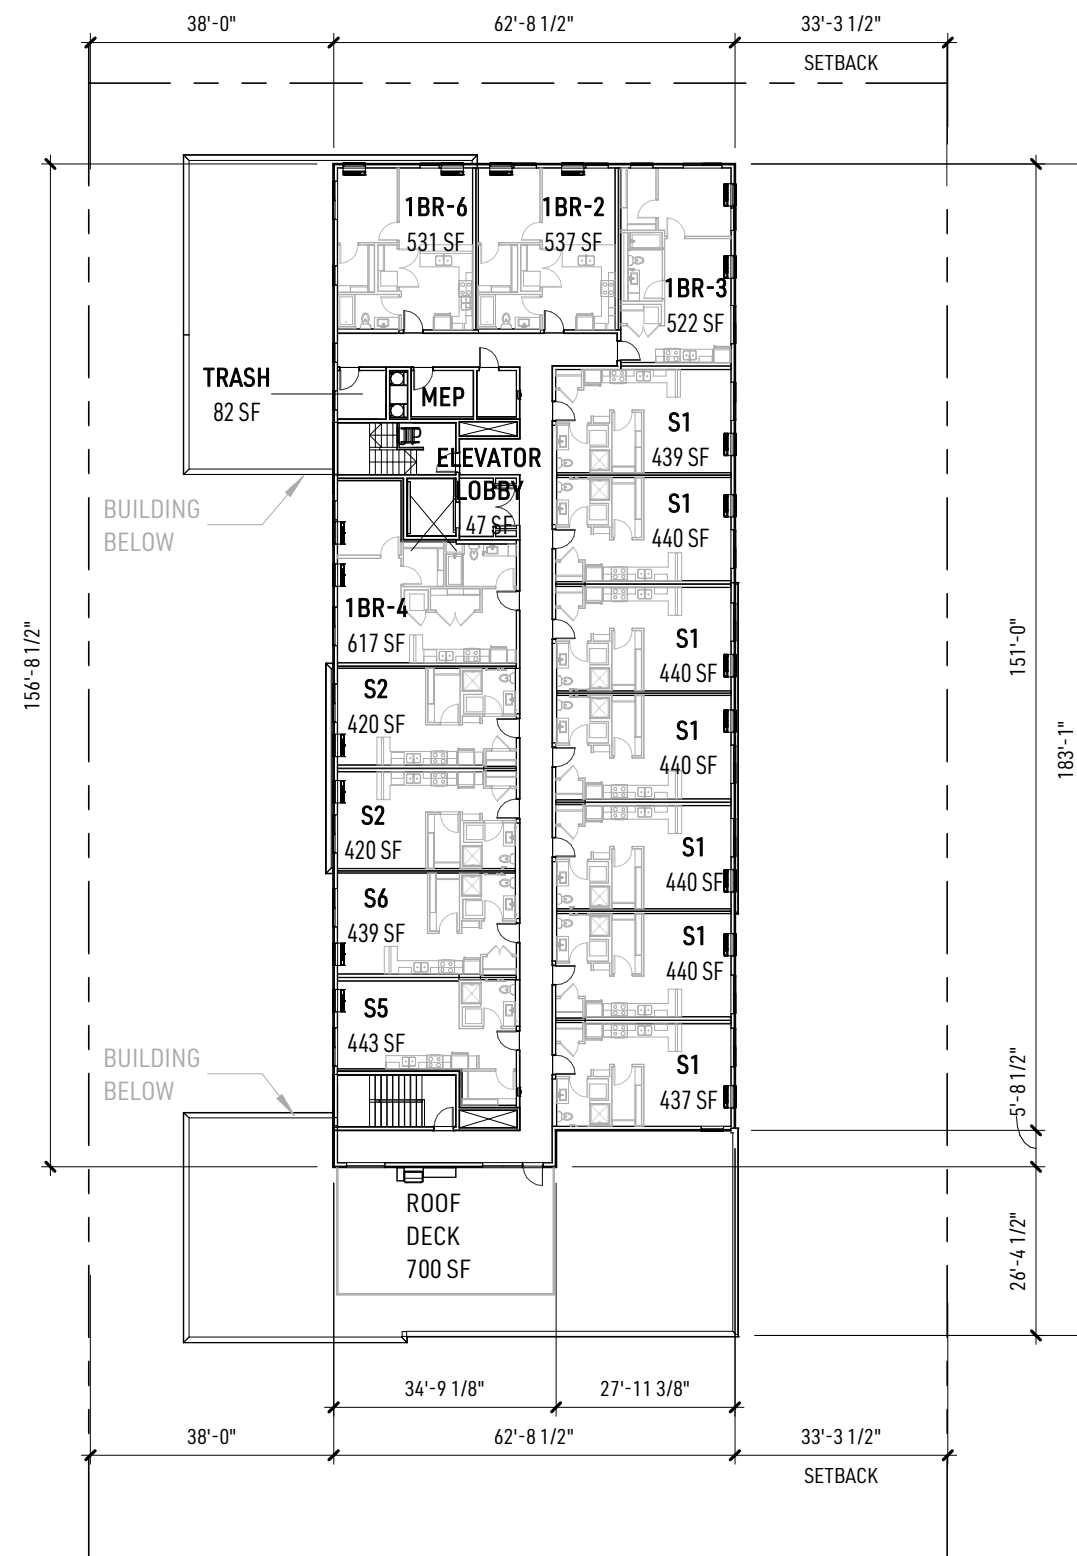 38'-0"
62'-8 1/2"
33'-3 1/2"
SETBACK
1BR-6
531 SF
1BR-2
537 SF
1BR-3
522 SF
TRASH
82 SF
MEP
S1
439 SF
ELEVATOR
LOBBY
47 SF
BUILDING
BELOW
S1
440 SF
1BR-4
617 SF
S1
440 SF
156'-8 1/2"
151'-0"
183'-1"
S2
420 SF
S1
440 SF
S2
420 SF
S1
440 SF
S6
439 SF
S1
440 SF
S5
443 SF
S1
437 SF
BUILDING
BELOW
5'-8 1/2"
ROOF
DECK
700 SF
26'-4 1/2"
34'-9 1/8"
27'-11 3/8"
38'-0"
62'-8 1/2"
33'-3 1/2"
SETBACK